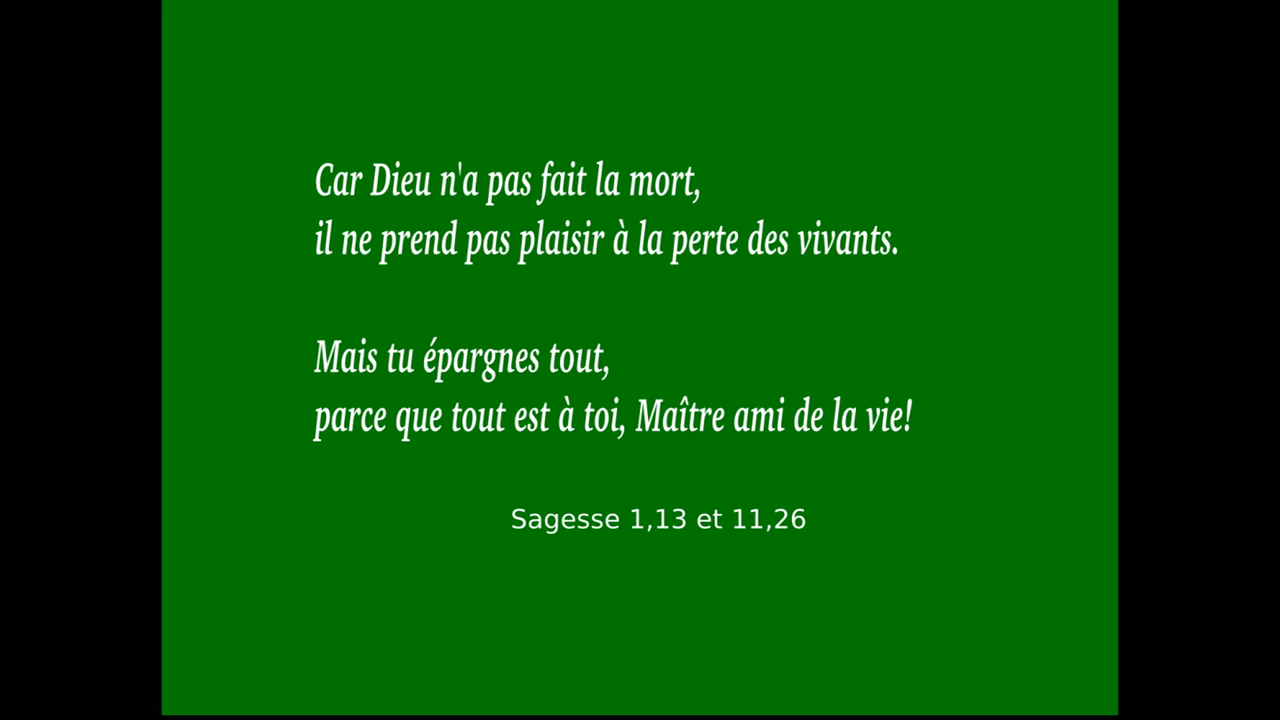 Car Dieu n'a pas fait la mort,
il ne prend pas plaisir à la perte des vivants.
Mais tu épargnes tout,
parce que tout est à toi, Maître ami de la vie!
Sagesse 1,13 et 11,26